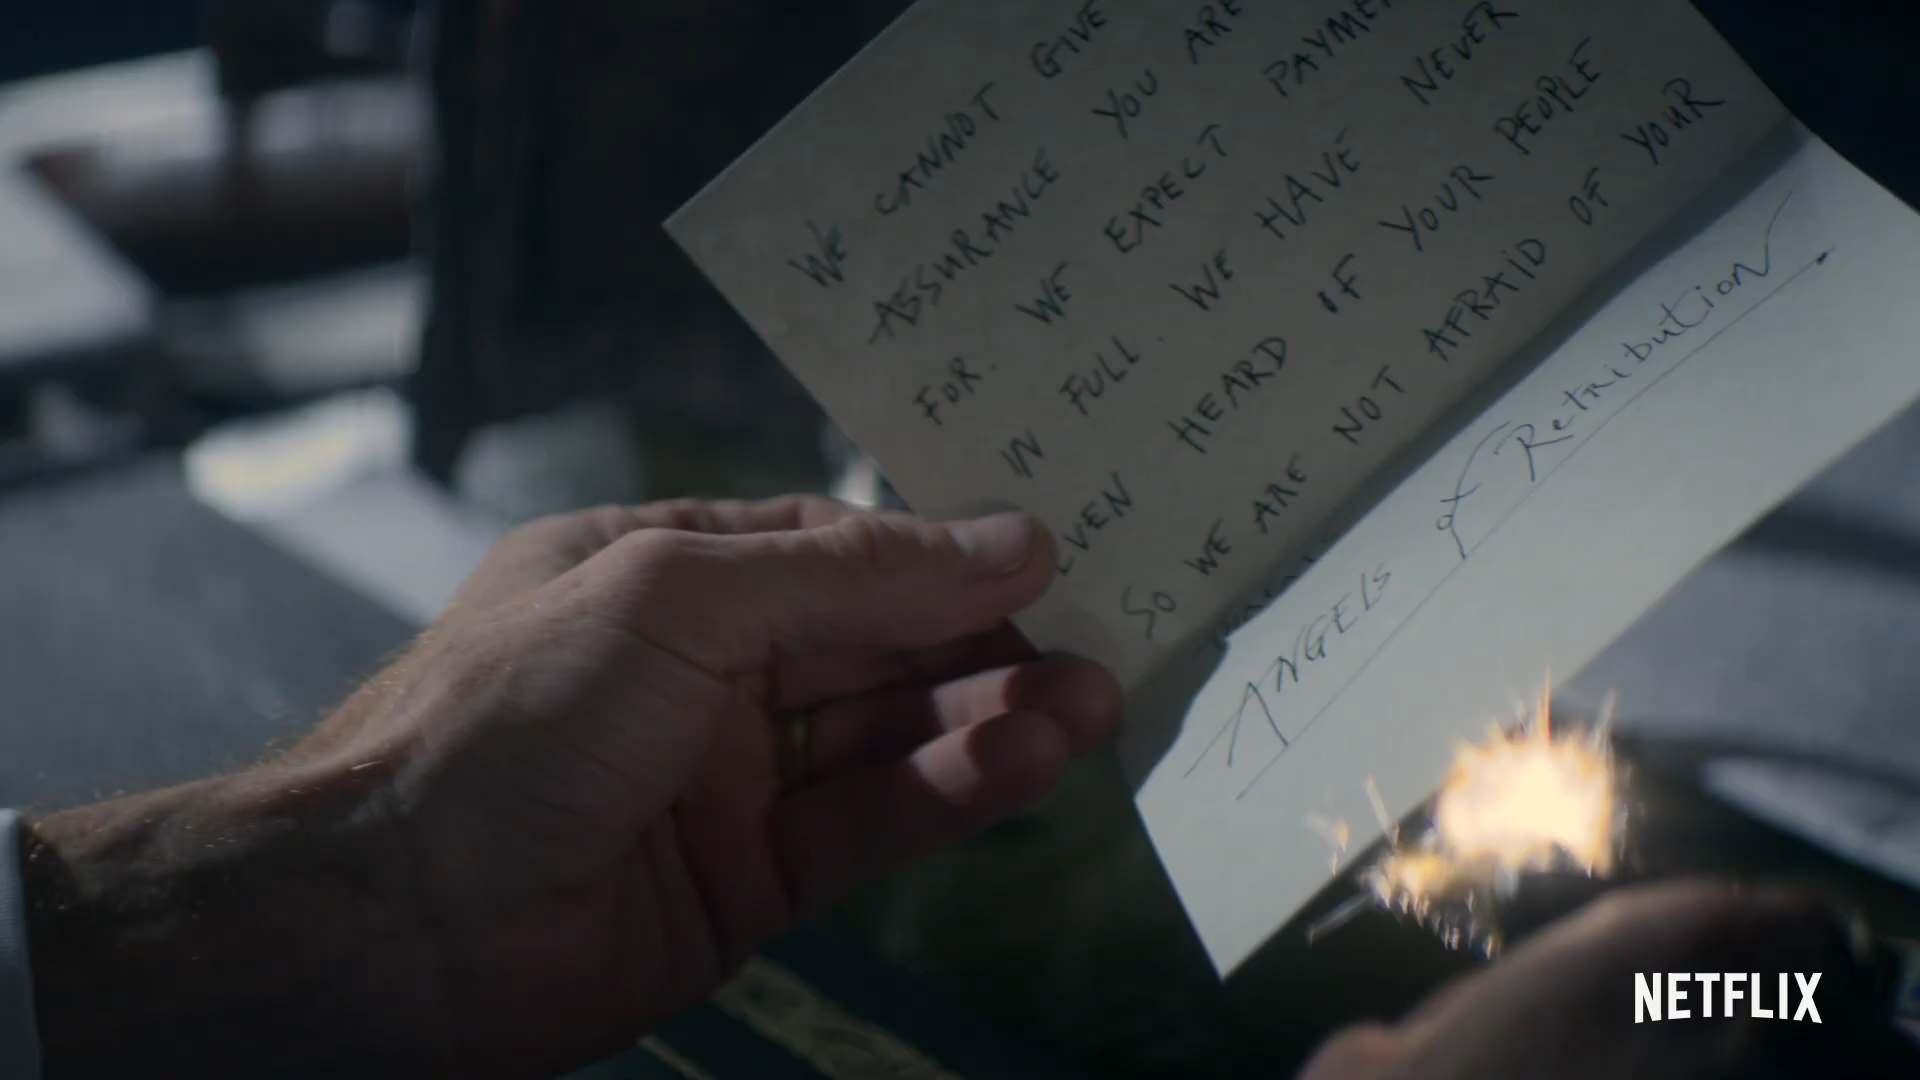 WE CANNOT GIVE
ASSURANCE YOU ARE
FOR. WE EXPECT
IN FULL. WE HAVE NEVER
EVEN HEARD OF YOUR PEOPLE
SO WE ARE NOT AFRAID OF YOUR
ANGELS of Retribution
NETFLIX